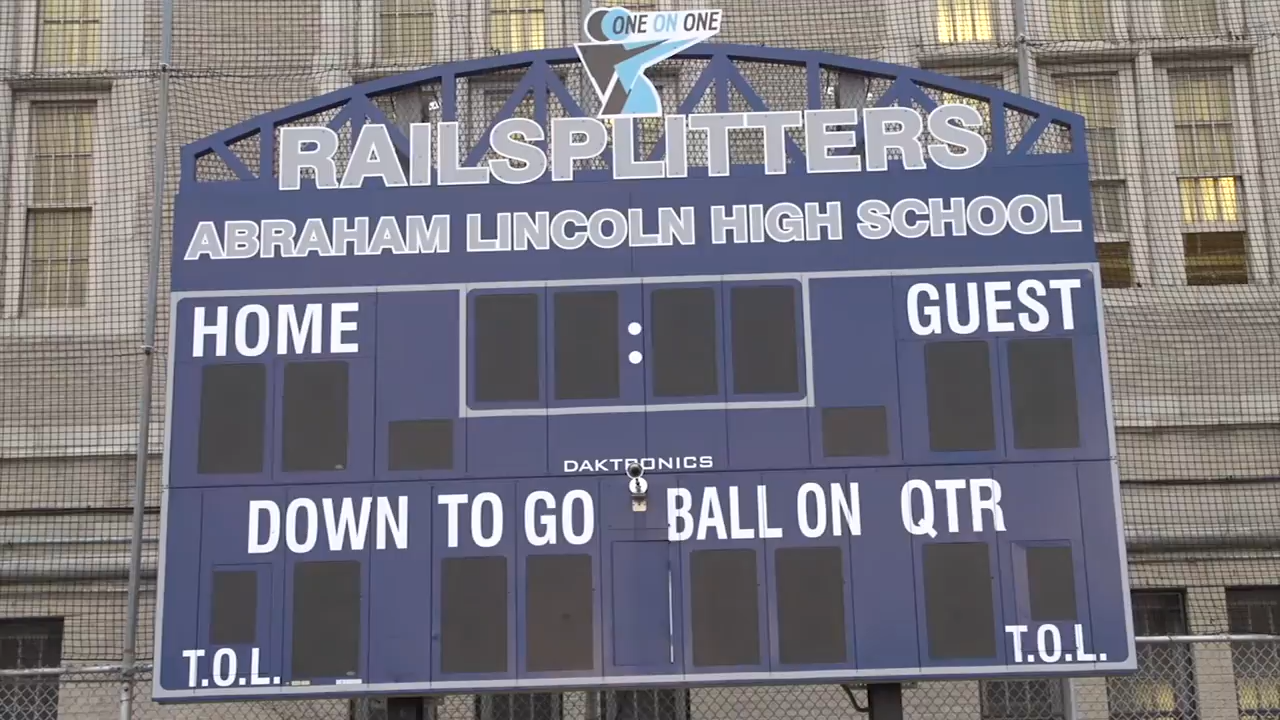 ONE ON ONE
RAILSPLITTERS
ABRAHAM LINCOLN HIGH SCHOOL
HOME
:
GUEST
DAKTRONICS
DOWN TO GO BALL ON QTR
T.O.L. T.O.L.